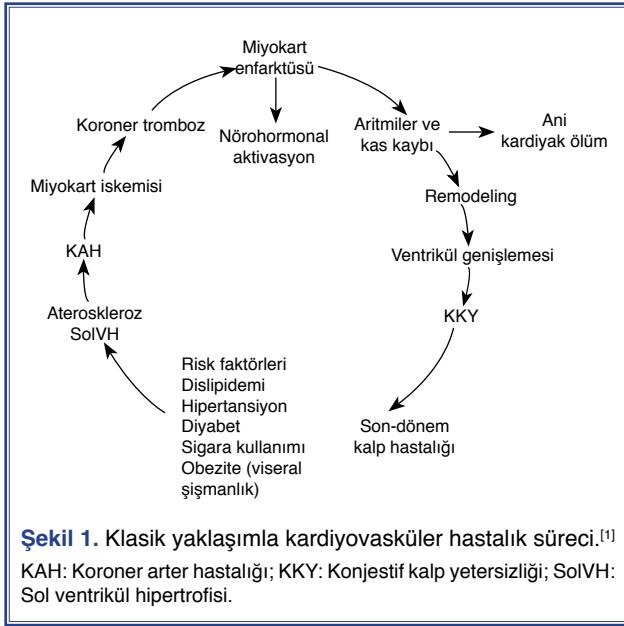 Miyokart
enfarktüsü
Koroner tromboz
Nörohormonal
aktivasyon
Aritmiler ve
kas kaybı
Ani
kardiyak ölüm
Miyokart iskemisi
Remodeling
KAH
Ventrikül genişlemesi
Ateroskleroz
SolVH
KKY
Risk faktörleri
Dislipidemi
Hipertansiyon
Diyabet
Sigara kullanımı
Obezite (viseral
şişmanlık)
Son-dönem
kalp hastalığı
Şekil 1. Klasik yaklaşımla kardiyovasküler hastalık süreci.[1]
KAH: Koroner arter hastalığı; KKY: Konjestif kalp yetersizliği; SolVH:
Sol ventrikül hipertrofisi.